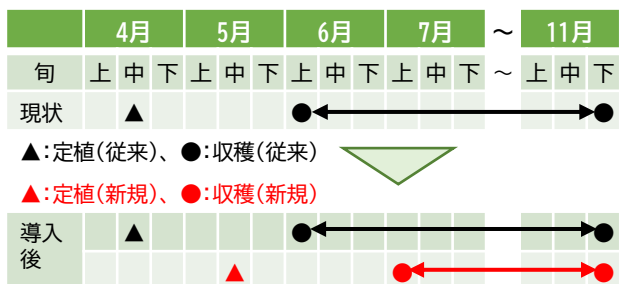 4月 5月 6月 7月 ～ 11月
旬 上 中 下 上 中 下 上 中 下 上 中 下 ～ 上 中 下
現状 ▲ ● ●
▲:定植(従来)、●:収穫(従来)
▲:定植(新規)、●:収穫(新規)
導入 ▲ ● ●
後 ▲ ● ●